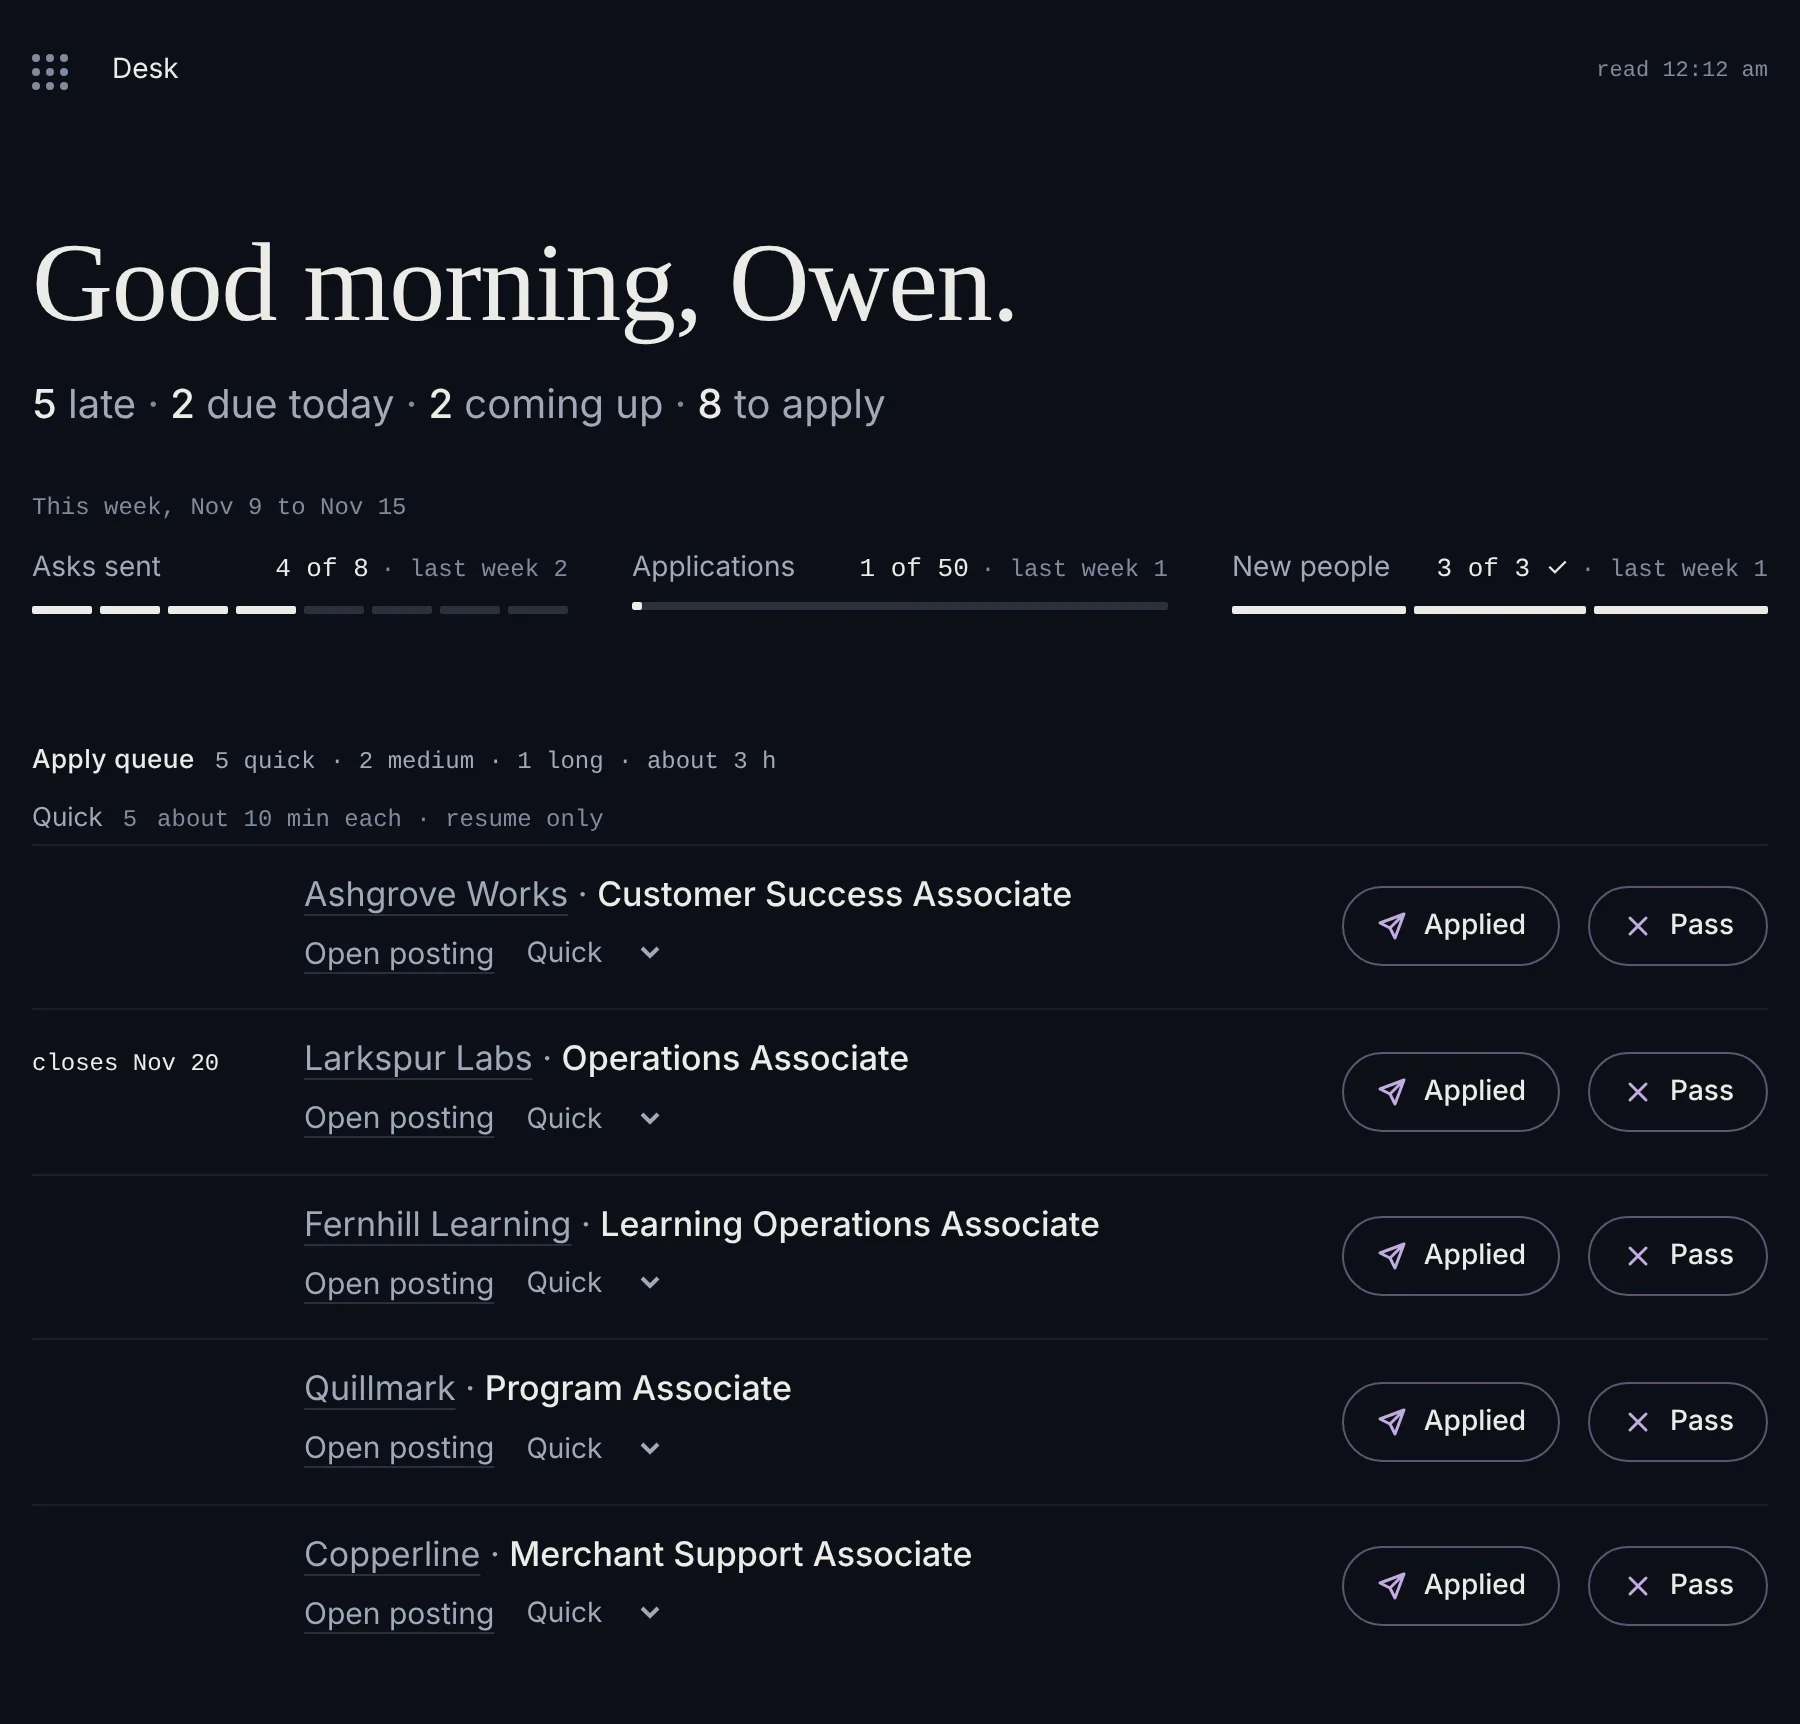 Desk
read 12:12 am
Good morning, Owen.
5 late · 2 due today · 2 coming up · 8 to apply
This week, Nov 9 to Nov 15
Asks sent 4 of 8 · last week 2
Applications 1 of 50 · last week 1
New people 3 of 3 ✓ · last week 1
Apply queue 5 quick · 2 medium · 1 long · about 3 h
Quick 5 about 10 min each · resume only
Ashgrove Works · Customer Success Associate
Open posting Quick
Applied Pass
closes Nov 20
Larkspur Labs · Operations Associate
Open posting Quick
Applied Pass
Fernhill Learning · Learning Operations Associate
Open posting Quick
Applied Pass
Quillmark · Program Associate
Open posting Quick
Applied Pass
Copperline · Merchant Support Associate
Open posting Quick
Applied Pass